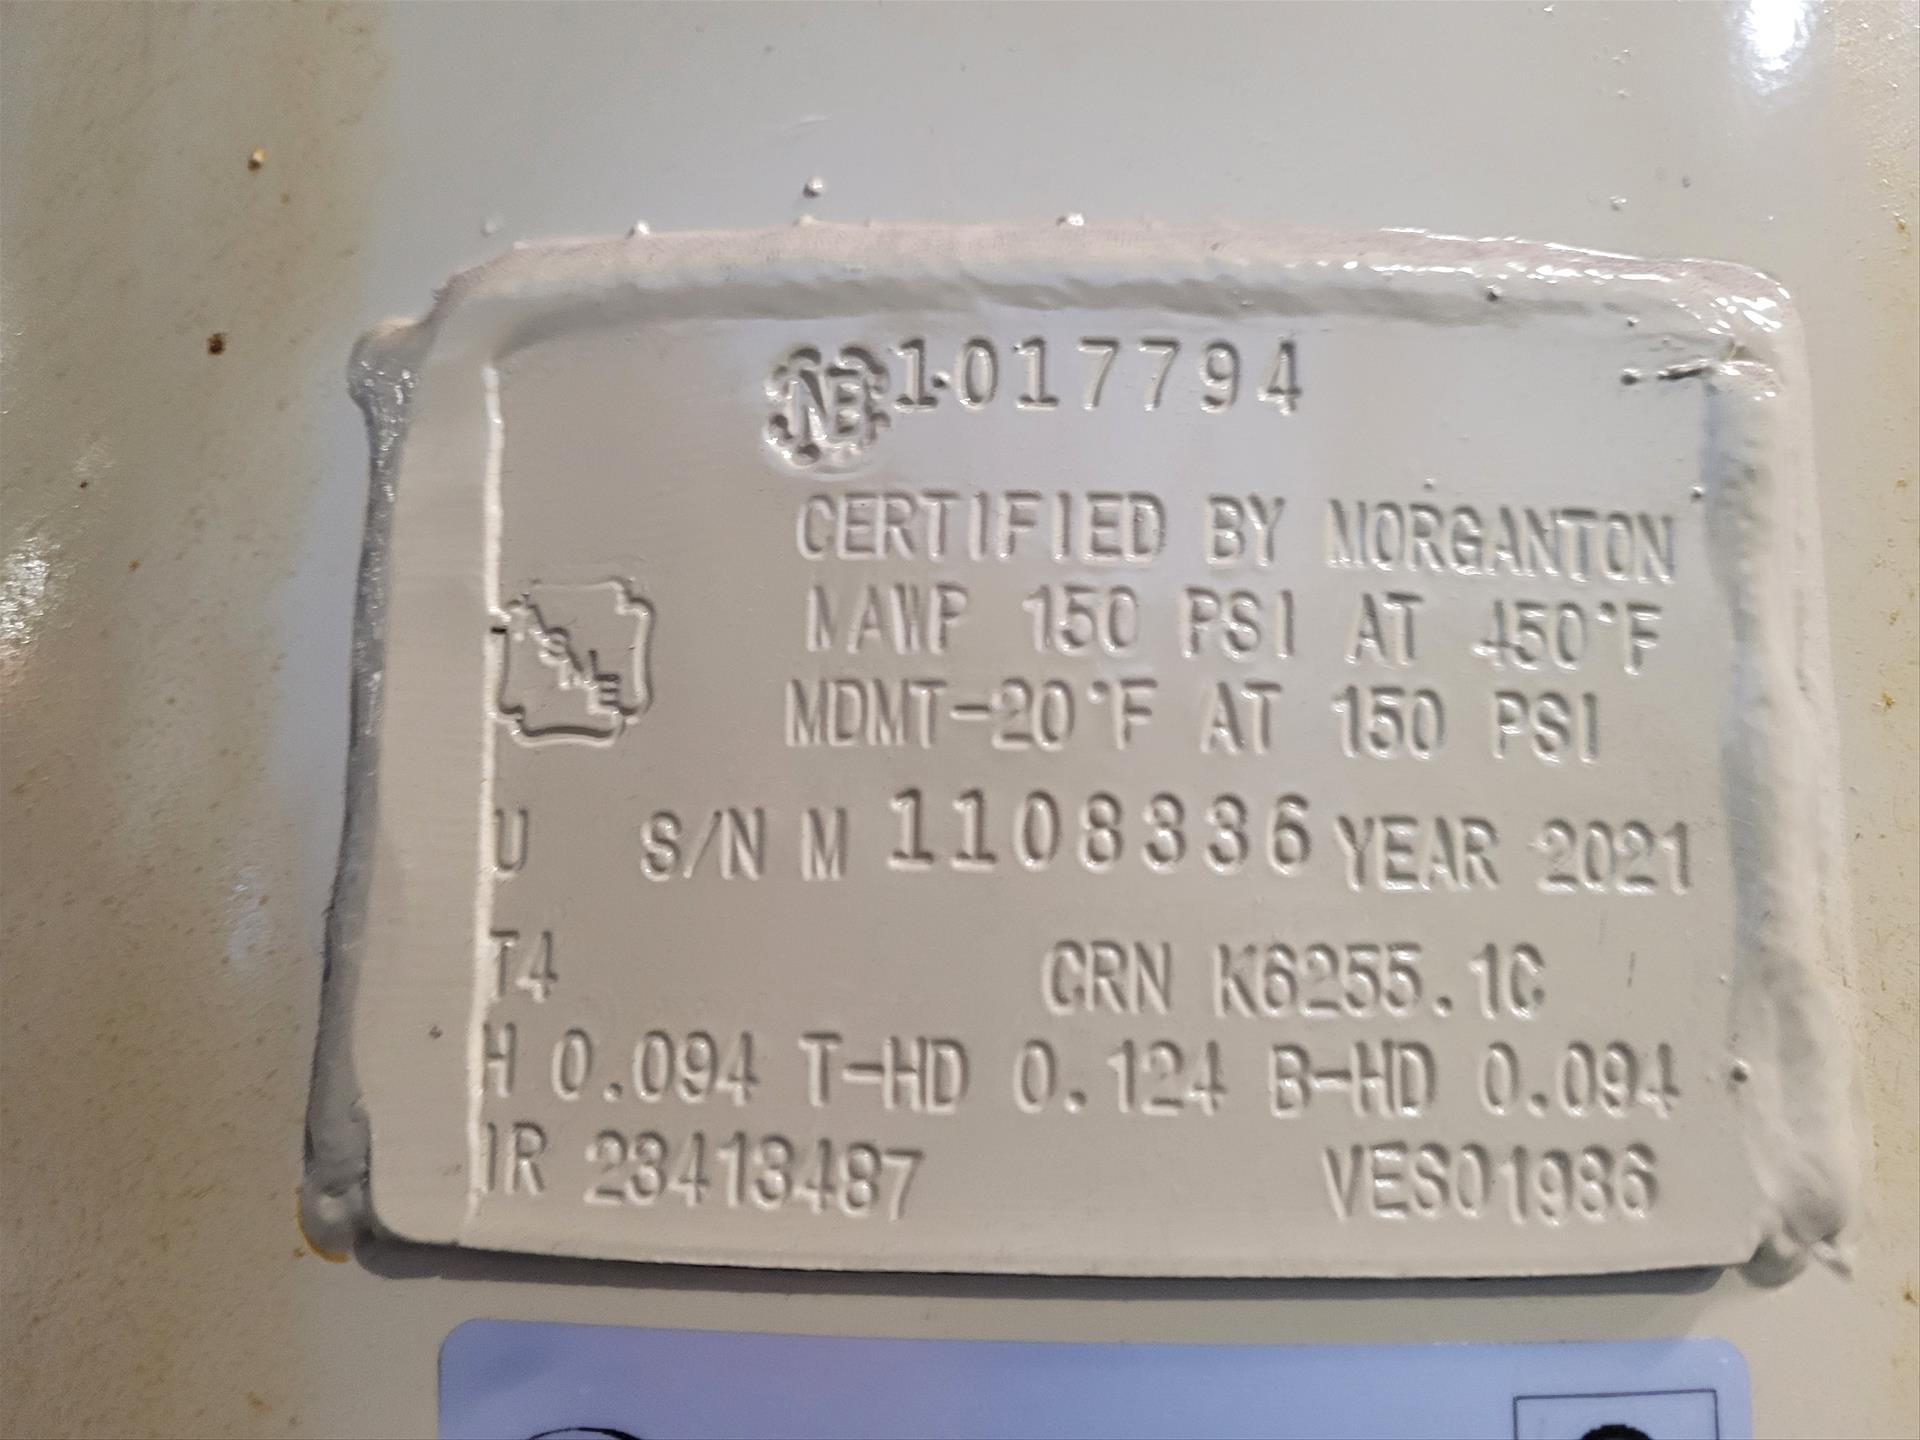 NB 1017794
CERTIFIED BY MORGANTON
MAWP 150 PSI AT 450°F
ASME
MDMT-20°F AT 150 PSI
U S/N M 1108336 YEAR 2021
T4 CRN K6255.1C
H 0.094 T-HD 0.124 B-HD 0.094
IR 23413487 VES01986